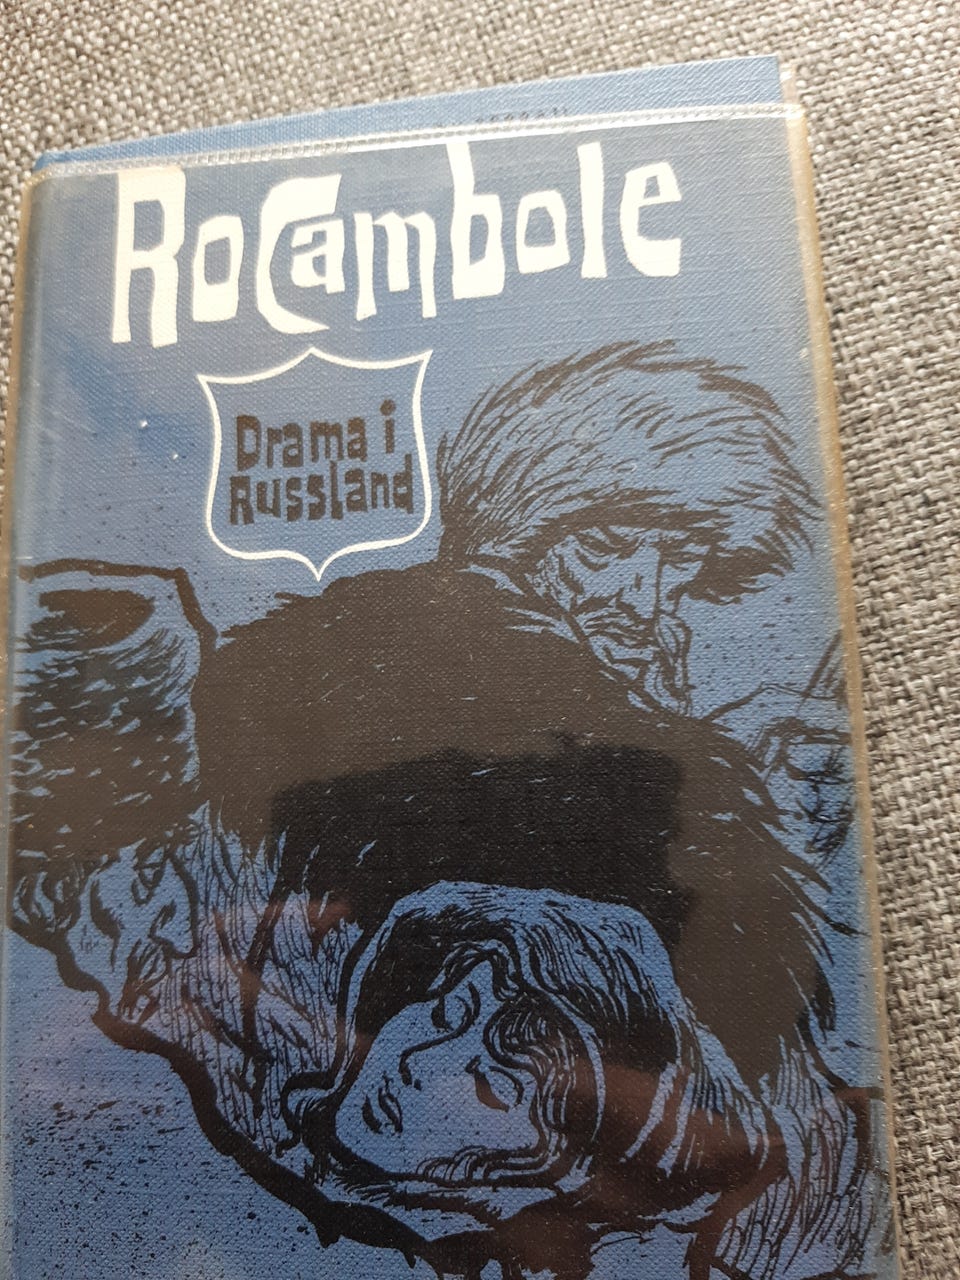 Rocambole
Drama i
Russland